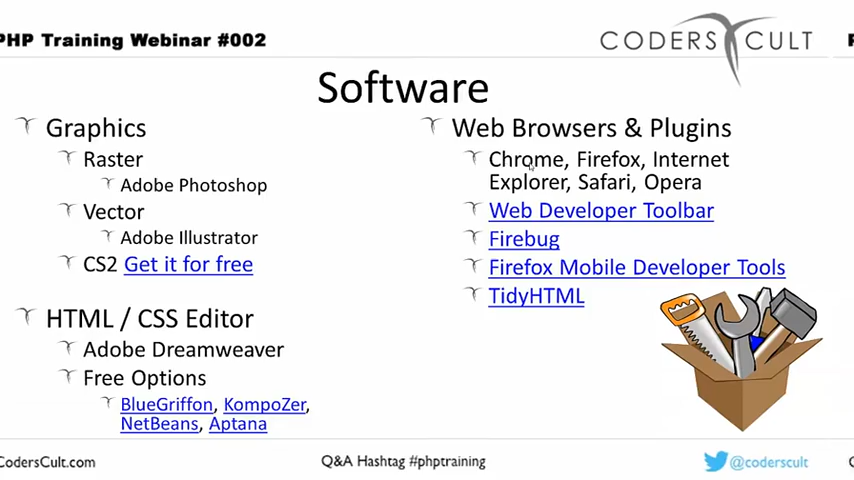 PHP Training Webinar #002
CODERS CULT
Software
Graphics
Raster
Adobe Photoshop
Vector
Adobe Illustrator
CS2 Get it for free
HTML / CSS Editor
Adobe Dreamweaver
Free Options
BlueGriffon, KompoZer,
NetBeans, Aptana
Web Browsers & Plugins
Chrome, Firefox, Internet
Explorer, Safari, Opera
Web Developer Toolbar
Firebug
Firefox Mobile Developer Tools
TidyHTML
CodersCult.com
Q&A Hashtag #phptraining
@coderscult